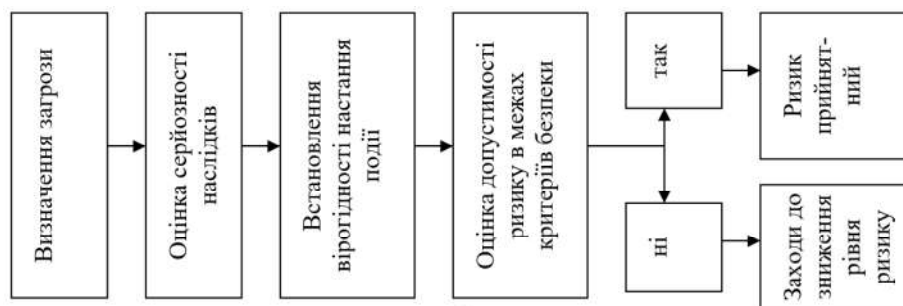 Визначення загрози
Оцінка серйозності
наслідків
Встановлення
вірогідності настання
події
Оцінка допустимості
ризику в межах
критеріїв безпеки
ні
так
Заходи до
зниження
рівня
ризику
Ризик
прийнят-
ний